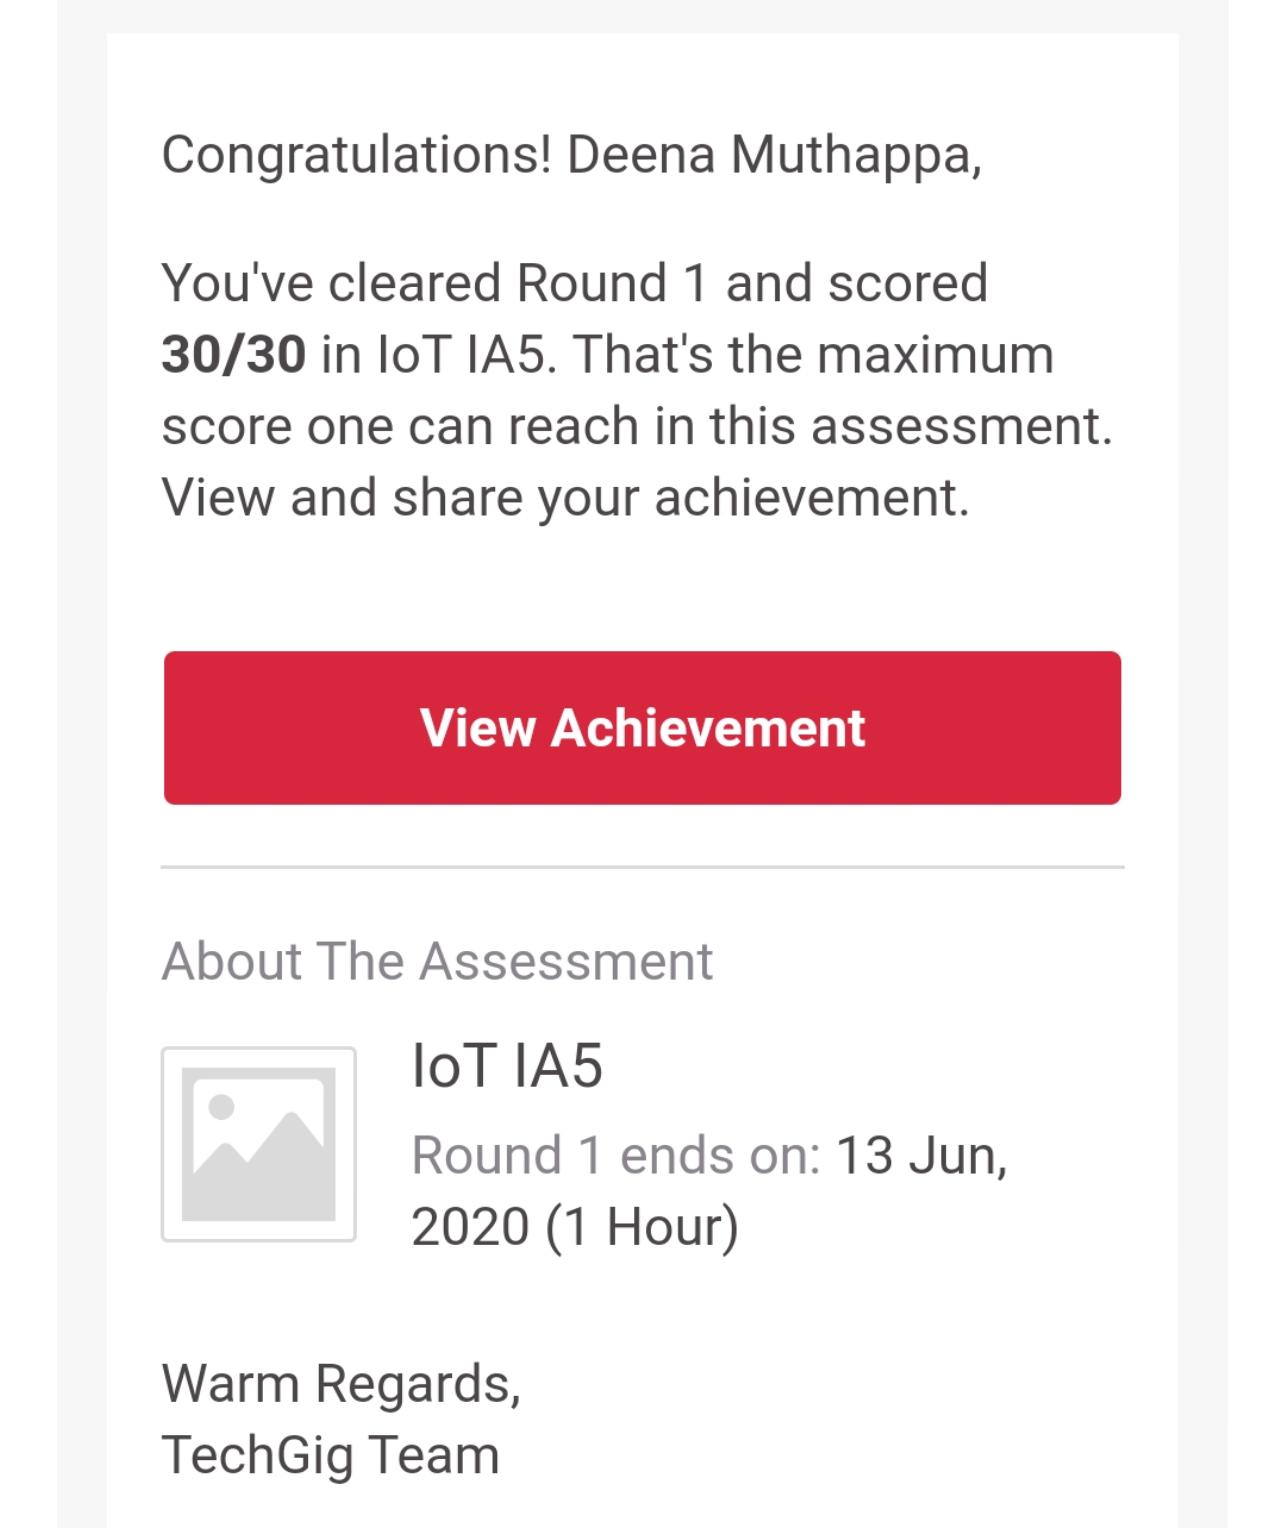 Congratulations! Deena Muthappa,
You've cleared Round 1 and scored
30/30 in IoT IA5. That's the maximum
score one can reach in this assessment.
View and share your achievement.
View Achievement
About The Assessment
IoT IA5
Round 1 ends on: 13 Jun,
2020 (1 Hour)
Warm Regards,
TechGig Team